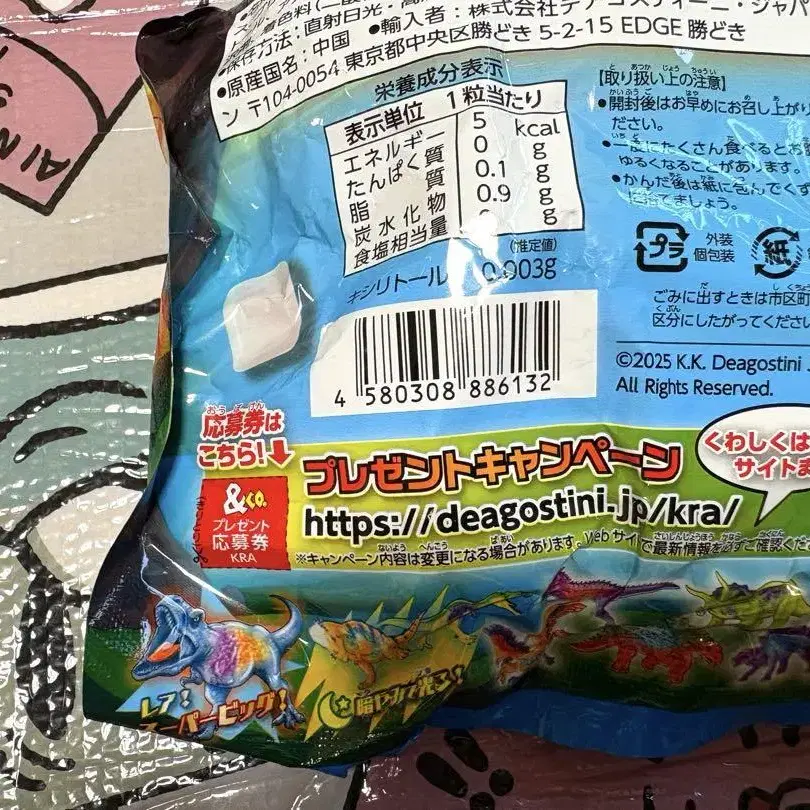 着色料
●保存方法：直射日光・高
●輸入者：株式会社デアゴスティーニ・ジャパ
●原産国名：中国
ン 〒104-0054 東京都中央区勝どき 5-2-15 EDGE 勝どき
栄養成分表示
表示単位 1粒当たり
エネルギー 5 kcal
たんぱく質 0 g
脂質 0.1 g
炭水化物 0.9 g
食塩相当量 g
(推定値)
キシリトール 0.003g
【取り扱い上の注意】
●開封後はお早めにお召し上がり
ださい。
●一度にたくさん食べるとお
ゆるくなることがあります。
●かんだ後は紙に包んでくず
に捨てましょう。
プラ
外装
個包装
紙
ごみに出すときは市区町
区分にしたがってください
4 580308 886132
©2025 K.K. Deagostini J
All Rights Reserved.
応募券は
こちら!
&CO.
プレゼント
応募券
KRA
プレゼントキャンペーン
https://deagostini.jp/kra/
くわしくは
サイトま
※キャンペーン内容は変更になる場合があります。Webサイトで最新情報を必ずご確認くださ
レア!
スーパービッグ!
暗やみで光る!
AIN